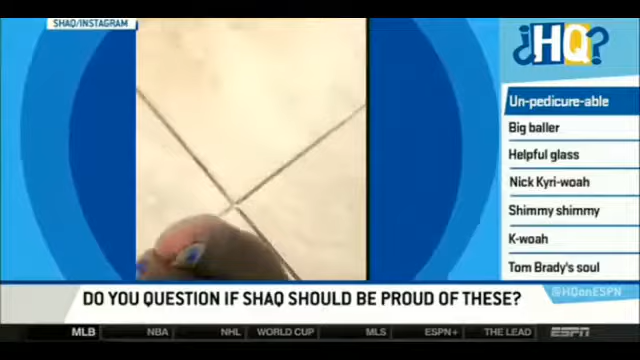 SHAQ/INSTAGRAM
¿HQ?
Un-pedicure-able
Big baller
Helpful glass
Nick Kyri-woah
Shimmy shimmy
K-woah
Tom Brady's soul
DO YOU QUESTION IF SHAQ SHOULD BE PROUD OF THESE?
@HQonESPN
MLB NBA NHL WORLD CUP MLS ESPN+ THE LEAD ESPN